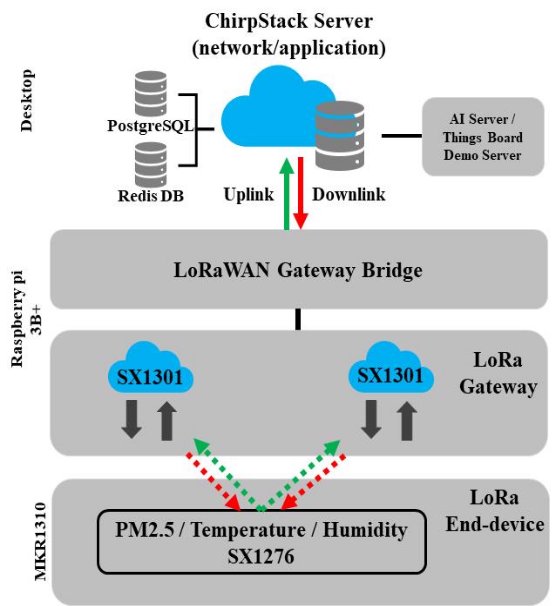 ChirpStack Server
(network/application)
Desktop
PostgreSQL
Redis DB
AI Server /
Things Board
Demo Server
Uplink
Downlink
LoRaWAN Gateway Bridge
Raspberry pi
3B+
SX1301
SX1301
LoRa
Gateway
MKR1310
LoRa
End-device
PM2.5 / Temperature / Humidity
SX1276